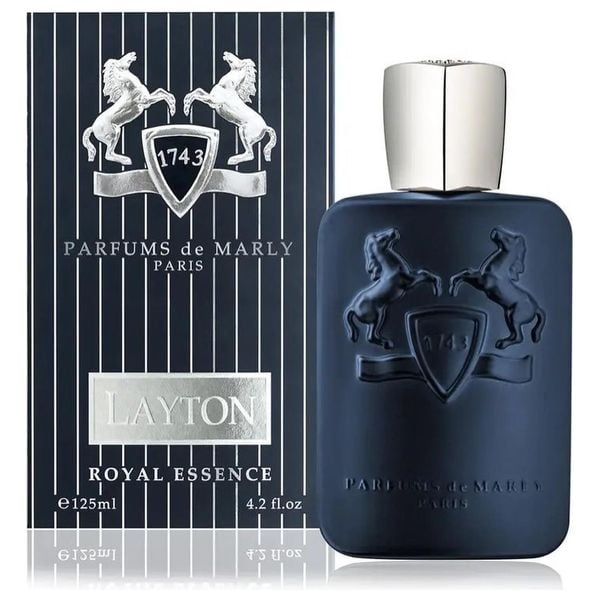 1743
PARFUMS de MARLY
PARIS
LAYTON
ROYAL ESSENCE
℮125ml 4.2 fl.oz
1743
PARFUMS de MARLY
PARIS